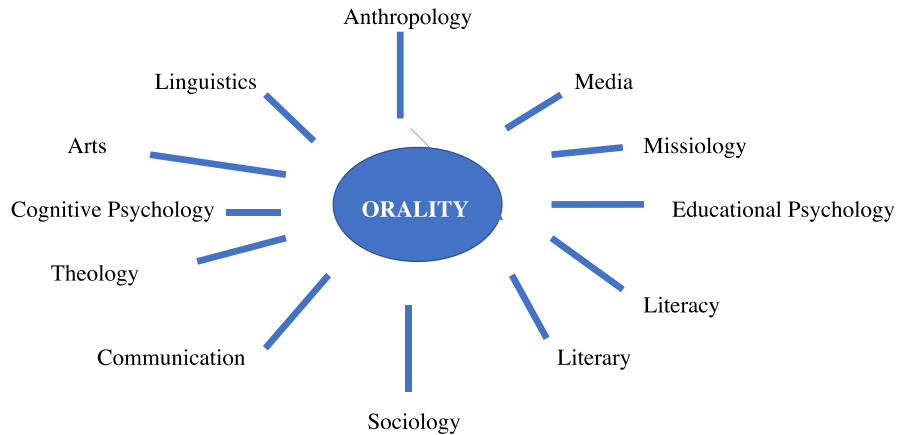 Anthropology
Linguistics
Media
Arts
Missiology
Cognitive Psychology
ORALITY
Educational Psychology
Theology
Literacy
Communication
Literary
Sociology